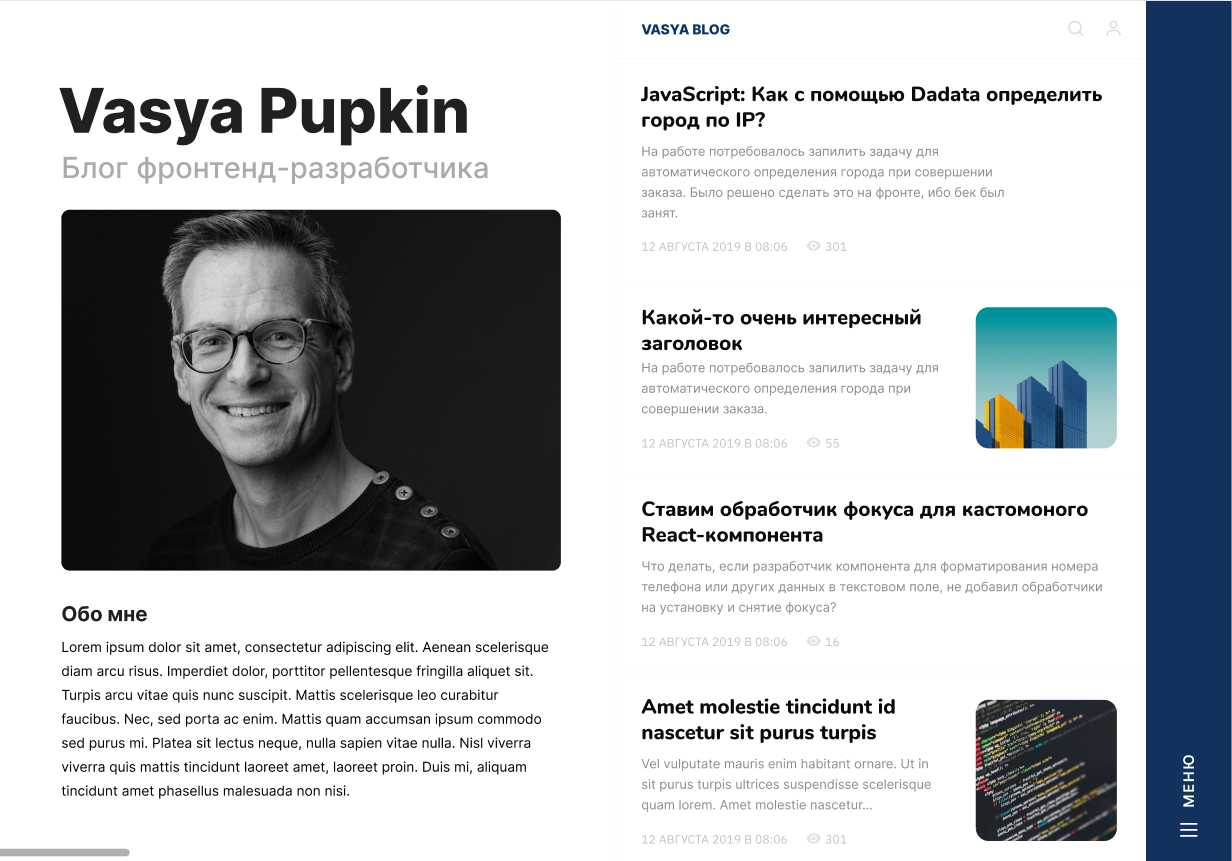 Vasya Pupkin
Блог фронтенд-разработчика
Обо мне
Lorem ipsum dolor sit amet, consectetur adipiscing elit. Aenean scelerisque
diam arcu risus. Imperdiet dolor, porttitor pellentesque fringilla aliquet sit.
Turpis arcu vitae quis nunc suscipit. Mattis scelerisque leo curabitur
faucibus. Nec, sed porta ac enim. Mattis quam accumsan ipsum commodo
sed purus mi. Platea sit lectus neque, nulla sapien vitae nulla. Nisl viverra
viverra quis mattis tincidunt laoreet amet, laoreet proin. Duis mi, aliquam
tincidunt amet phasellus malesuada non nisi.
VASYA BLOG
JavaScript: Как с помощью Dadata определить
город по IP?
На работе потребовалось запилить задачу для
автоматического определения города при совершении
заказа. Было решено сделать это на фронте, ибо бек был
занят.
12 АВГУСТА 2019 В 08:06 301
Какой-то очень интересный
заголовок
На работе потребовалось запилить задачу для
автоматического определения города при
совершении заказа.
12 АВГУСТА 2019 В 08:06 55
Ставим обработчик фокуса для кастомоного
React-компонента
Что делать, если разработчик компонента для форматирования номера
телефона или других данных в текстовом поле, не добавил обработчики
на установку и снятие фокуса?
12 АВГУСТА 2019 В 08:06 16
Amet molestie tincidunt id
nascetur sit purus turpis
Vel vulputate mauris enim habitant ornare. Ut in
sit purus turpis ultrices suspendisse scelerisque
quam lorem. Amet molestie nascetur...
12 АВГУСТА 2019 В 08:06 301
МЕНЮ